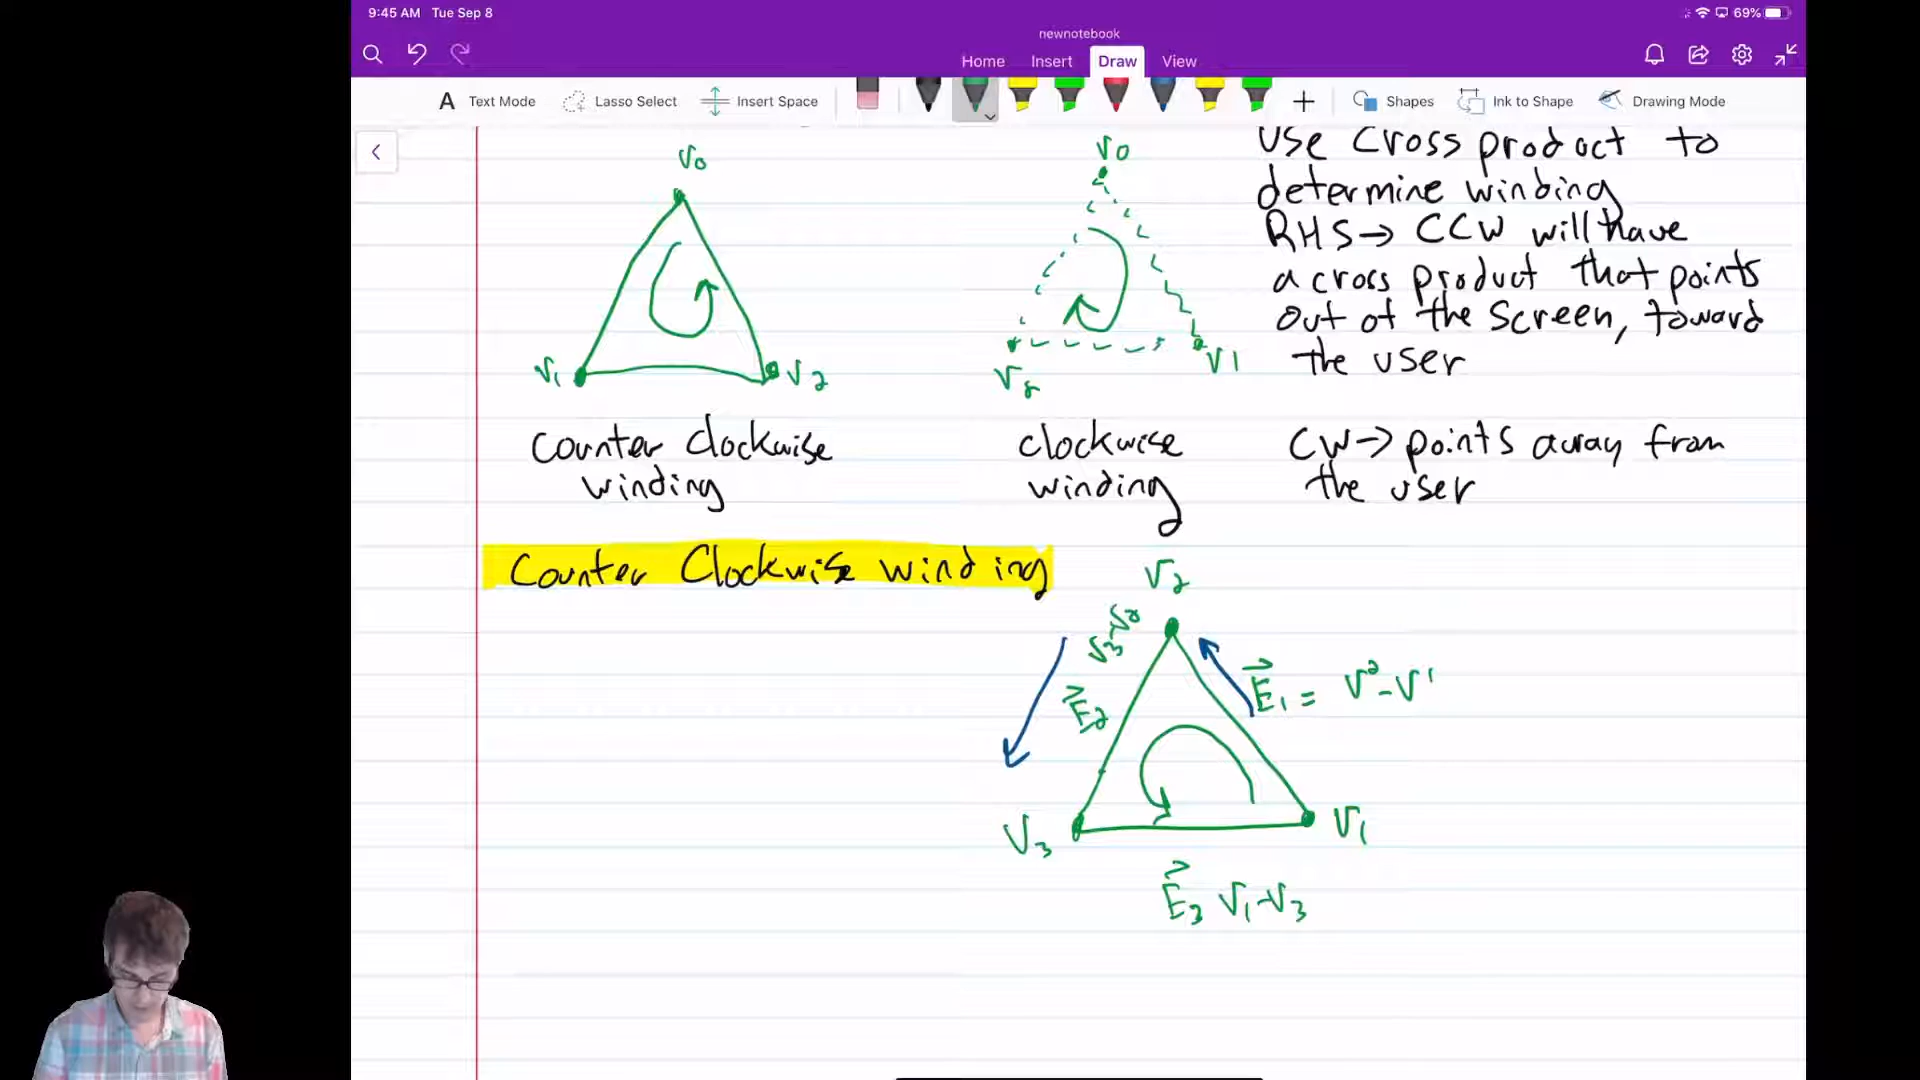 9:45 AM Tue Sep 8
69%
newnotebook
Home Insert Draw View
A Text Mode Lasso Select Insert Space Shapes Ink to Shape Drawing Mode
V0
V1 V2
Counter Clockwise
winding
V0
V1
clockwise
winding
Use Cross product to
determine winding
RHS → CCW will have
a cross product that points
out of the screen, toward
the user
CW → points away from
the user
Counter Clockwise winding
V2
E2
E1 = V2 - V1
V3 V1
E3 V1-V3